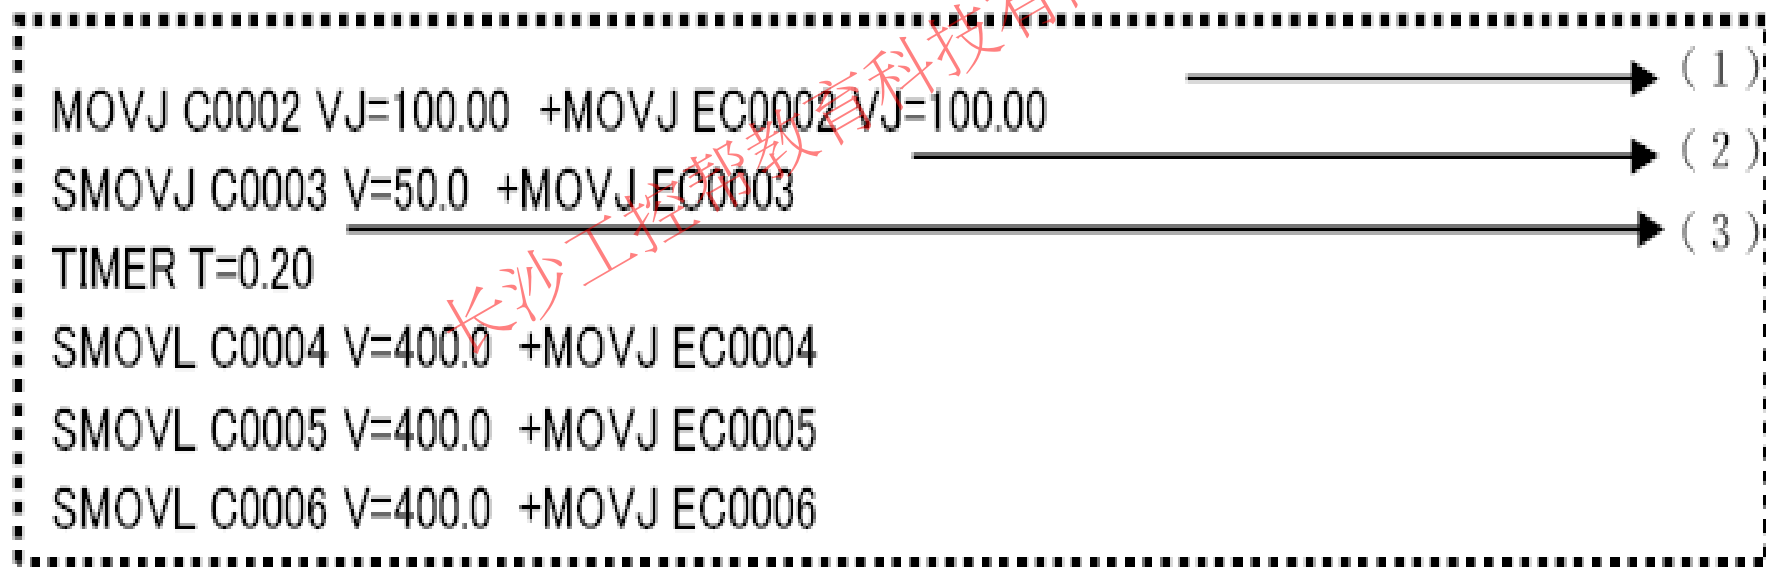 MOVJ C0002 VJ=100.00 +MOVJ EC0002 VJ=100.00
(1)
SMOVJ C0003 V=50.0 +MOVJ EC0003
(2)
TIMER T=0.20
(3)
SMOVL C0004 V=400.0 +MOVJ EC0004
SMOVL C0005 V=400.0 +MOVJ EC0005
SMOVL C0006 V=400.0 +MOVJ EC0006
长沙工控帮教育科技有